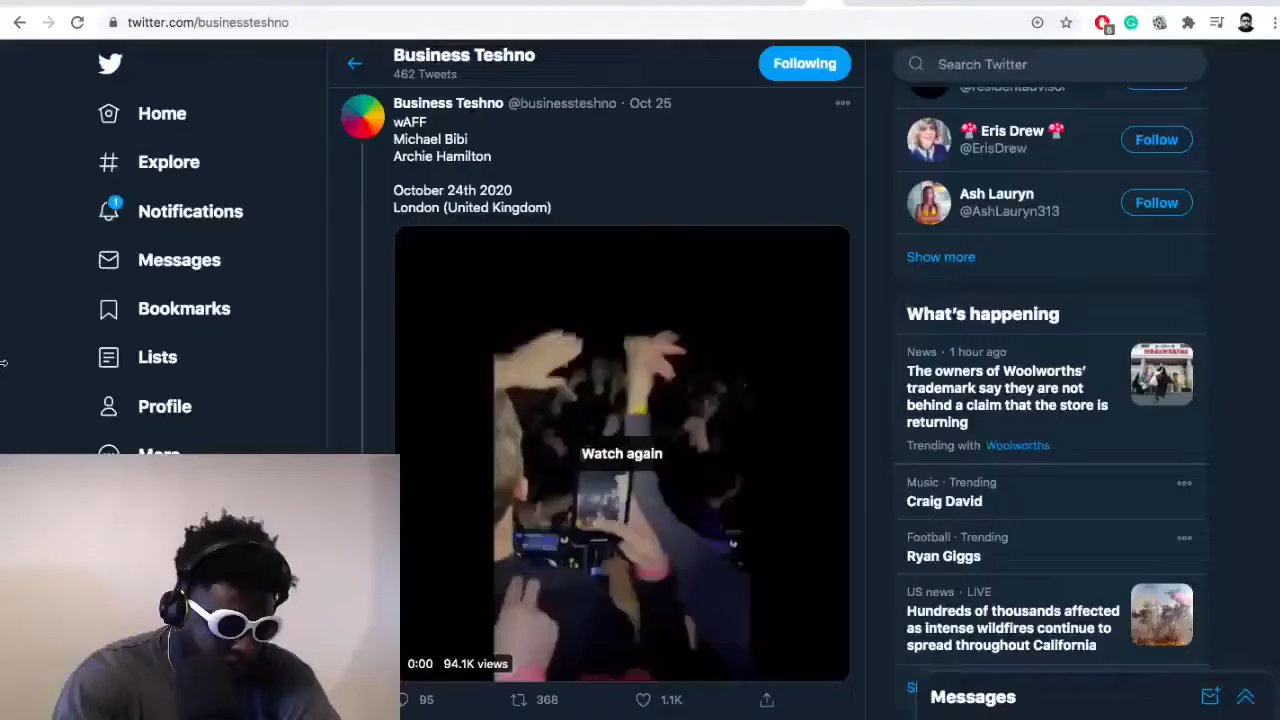 twitter.com/businessteshno
6
Home
Explore
1
Notifications
Messages
Bookmarks
Lists
Profile
More
Business Teshno
462 Tweets
Following
Business Teshno @businessteshno · Oct 25
wAFF
Michael Bibi
Archie Hamilton
October 24th 2020
London (United Kingdom)
Watch again
0:00 94.1K views
95
368
1.1K
Search Twitter
@residentadvisor
Eris Drew
@ErisDrew
Follow
Ash Lauryn
@AshLauryn313
Follow
Show more
What's happening
News · 1 hour ago
The owners of Woolworths'
trademark say they are not
behind a claim that the store is
returning
Trending with Woolworths
Music · Trending
Craig David
Football · Trending
Ryan Giggs
US news · LIVE
Hundreds of thousands affected
as intense wildfires continue to
spread throughout California
Messages